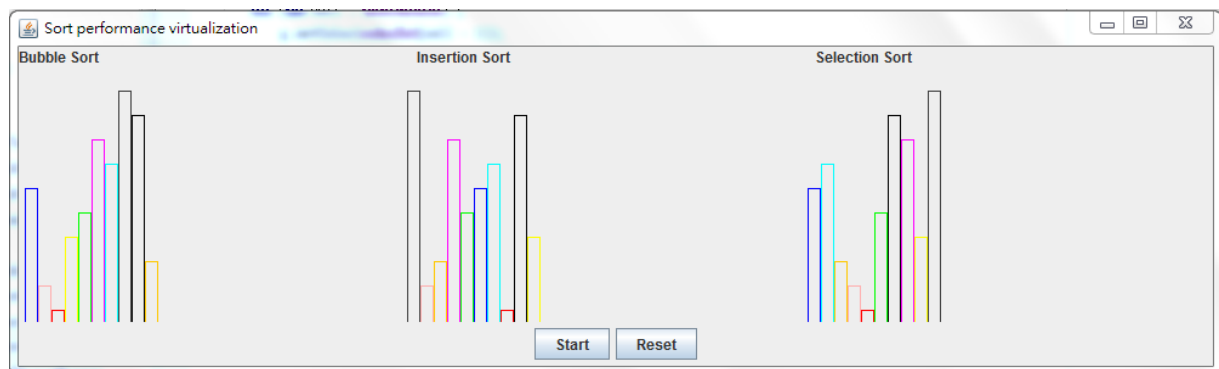 Sort performance virtualization
Bubble Sort
Insertion Sort
Selection Sort
Start
Reset